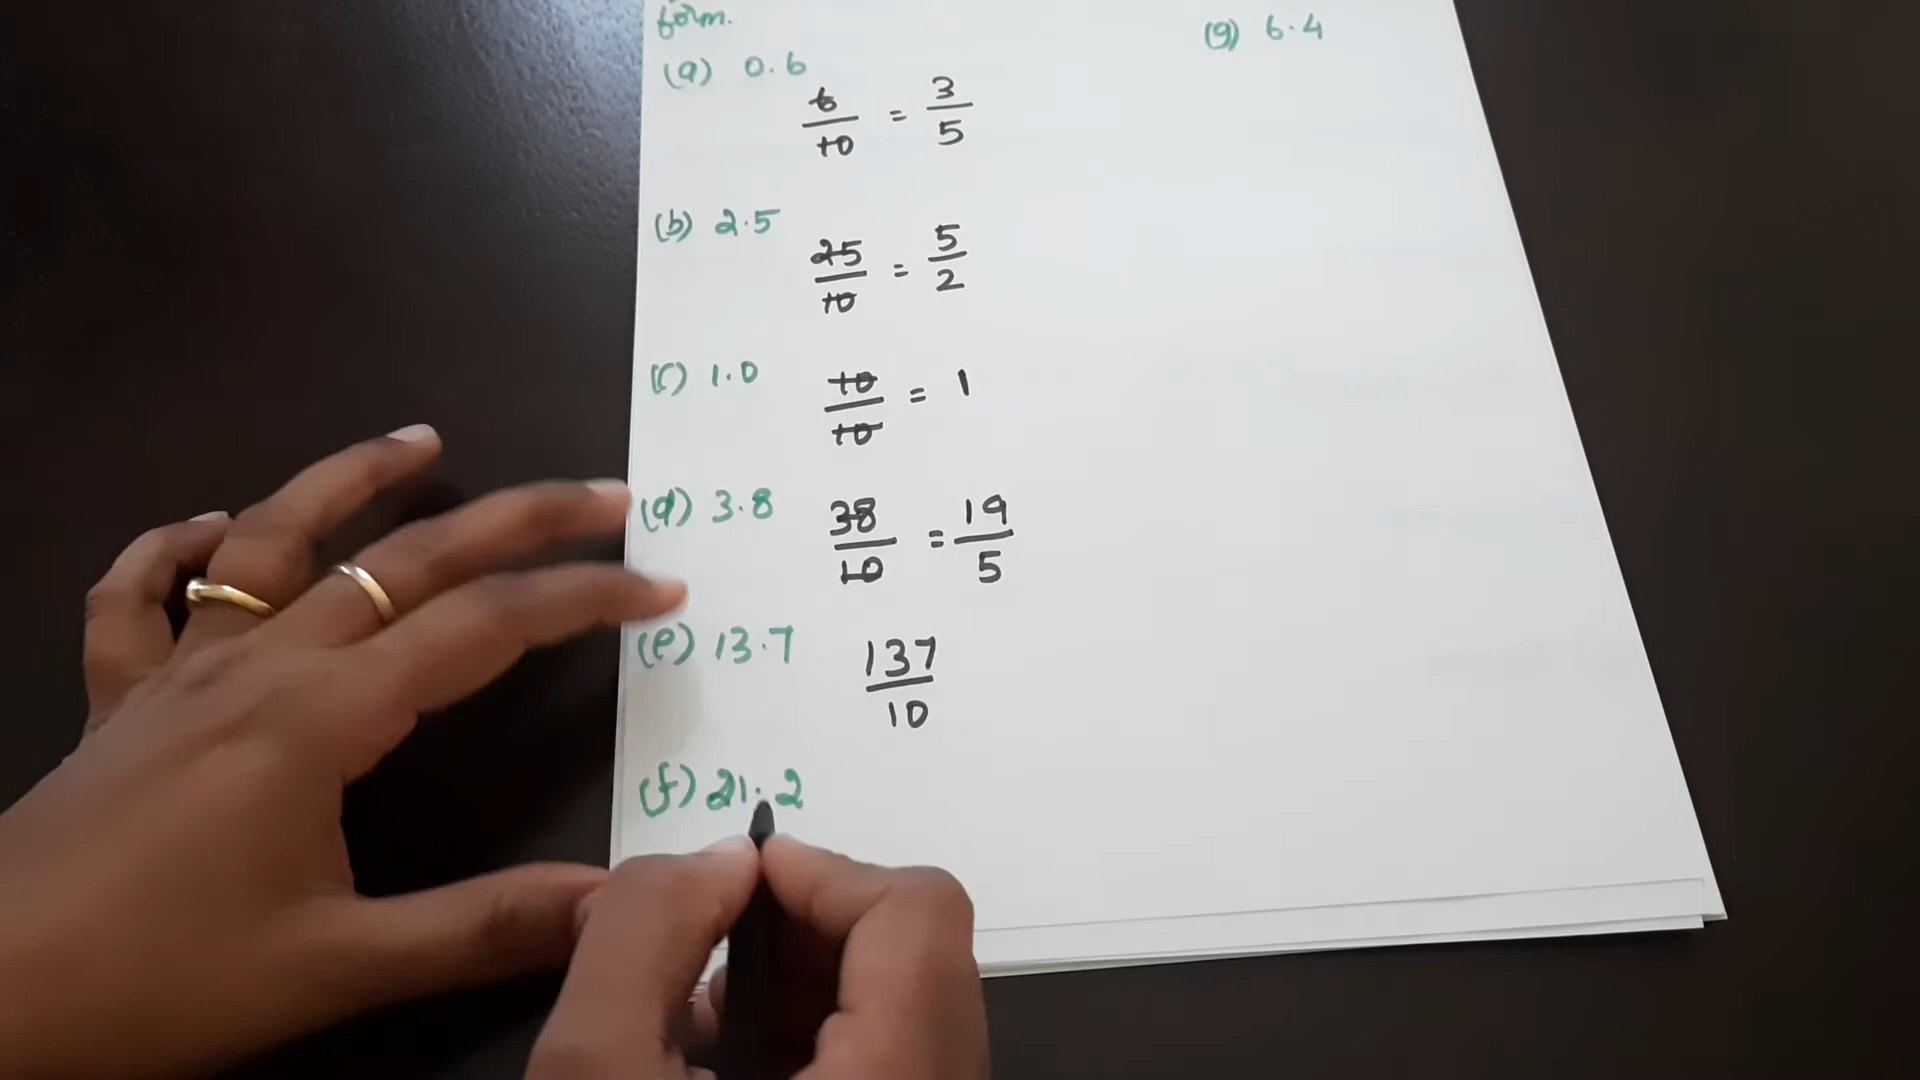 form.
(a) 0.6
6/10 = 3/5
(b) 2.5
25/10 = 5/2
(c) 1.0
10/10 = 1
(d) 3.8
38/10 = 19/5
(e) 13.7
137/10
(f) 21.2
(g) 6.4